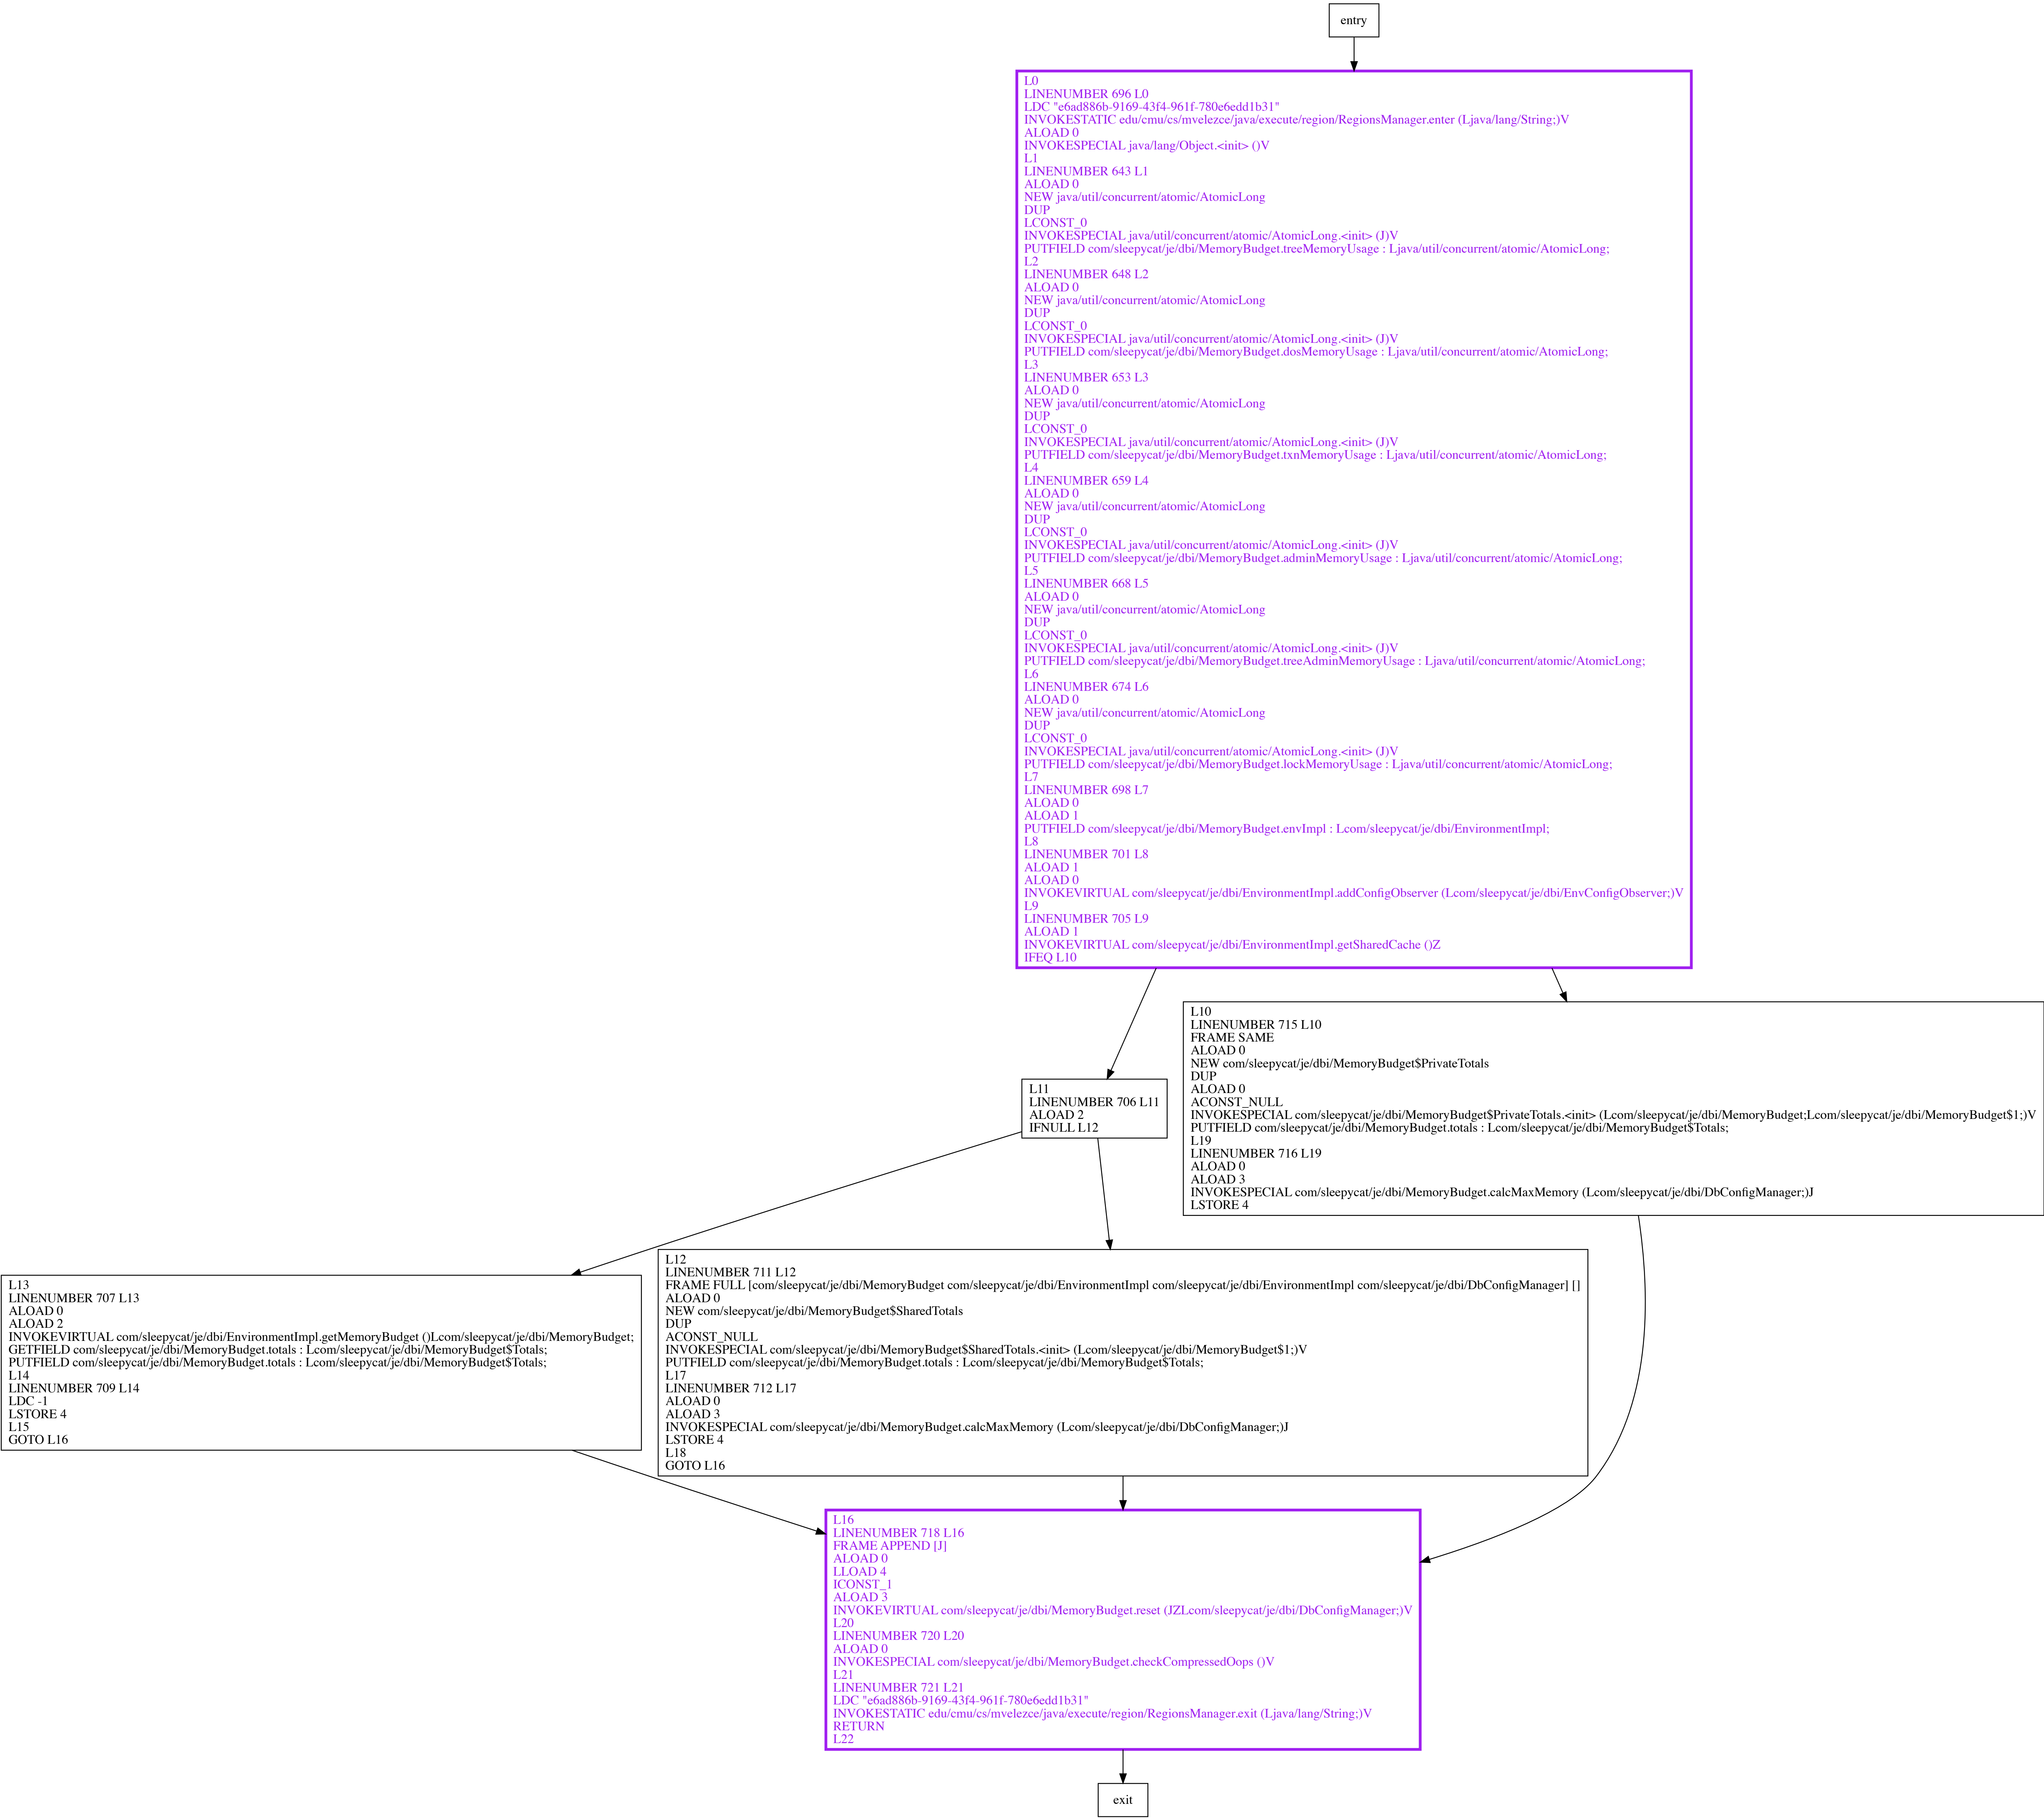 entry
L0
LINENUMBER 696 L0
LDC "e6ad886b-9169-43f4-961f-780e6edd1b31"
INVOKESTATIC edu/cmu/cs/mvelezce/java/execute/region/RegionsManager.enter (Ljava/lang/String;)V
ALOAD 0
INVOKESPECIAL java/lang/Object.<init> ()V
L1
LINENUMBER 643 L1
ALOAD 0
NEW java/util/concurrent/atomic/AtomicLong
DUP
LCONST_0
INVOKESPECIAL java/util/concurrent/atomic/AtomicLong.<init> (J)V
PUTFIELD com/sleepycat/je/dbi/MemoryBudget.treeMemoryUsage : Ljava/util/concurrent/atomic/AtomicLong;
L2
LINENUMBER 648 L2
ALOAD 0
NEW java/util/concurrent/atomic/AtomicLong
DUP
LCONST_0
INVOKESPECIAL java/util/concurrent/atomic/AtomicLong.<init> (J)V
PUTFIELD com/sleepycat/je/dbi/MemoryBudget.dosMemoryUsage : Ljava/util/concurrent/atomic/AtomicLong;
L3
LINENUMBER 653 L3
ALOAD 0
NEW java/util/concurrent/atomic/AtomicLong
DUP
LCONST_0
INVOKESPECIAL java/util/concurrent/atomic/AtomicLong.<init> (J)V
PUTFIELD com/sleepycat/je/dbi/MemoryBudget.txnMemoryUsage : Ljava/util/concurrent/atomic/AtomicLong;
L4
LINENUMBER 659 L4
ALOAD 0
NEW java/util/concurrent/atomic/AtomicLong
DUP
LCONST_0
INVOKESPECIAL java/util/concurrent/atomic/AtomicLong.<init> (J)V
PUTFIELD com/sleepycat/je/dbi/MemoryBudget.adminMemoryUsage : Ljava/util/concurrent/atomic/AtomicLong;
L5
LINENUMBER 668 L5
ALOAD 0
NEW java/util/concurrent/atomic/AtomicLong
DUP
LCONST_0
INVOKESPECIAL java/util/concurrent/atomic/AtomicLong.<init> (J)V
PUTFIELD com/sleepycat/je/dbi/MemoryBudget.treeAdminMemoryUsage : Ljava/util/concurrent/atomic/AtomicLong;
L6
LINENUMBER 674 L6
ALOAD 0
NEW java/util/concurrent/atomic/AtomicLong
DUP
LCONST_0
INVOKESPECIAL java/util/concurrent/atomic/AtomicLong.<init> (J)V
PUTFIELD com/sleepycat/je/dbi/MemoryBudget.lockMemoryUsage : Ljava/util/concurrent/atomic/AtomicLong;
L7
LINENUMBER 698 L7
ALOAD 0
ALOAD 1
PUTFIELD com/sleepycat/je/dbi/MemoryBudget.envImpl : Lcom/sleepycat/je/dbi/EnvironmentImpl;
L8
LINENUMBER 701 L8
ALOAD 1
ALOAD 0
INVOKEVIRTUAL com/sleepycat/je/dbi/EnvironmentImpl.addConfigObserver (Lcom/sleepycat/je/dbi/EnvConfigObserver;)V
L9
LINENUMBER 705 L9
ALOAD 1
INVOKEVIRTUAL com/sleepycat/je/dbi/EnvironmentImpl.getSharedCache ()Z
IFEQ L10
L10
LINENUMBER 715 L10
FRAME SAME
ALOAD 0
NEW com/sleepycat/je/dbi/MemoryBudget$PrivateTotals
DUP
ALOAD 0
ACONST_NULL
INVOKESPECIAL com/sleepycat/je/dbi/MemoryBudget$PrivateTotals.<init> (Lcom/sleepycat/je/dbi/MemoryBudget;Lcom/sleepycat/je/dbi/MemoryBudget$1;)V
PUTFIELD com/sleepycat/je/dbi/MemoryBudget.totals : Lcom/sleepycat/je/dbi/MemoryBudget$Totals;
L19
LINENUMBER 716 L19
ALOAD 0
ALOAD 3
INVOKESPECIAL com/sleepycat/je/dbi/MemoryBudget.calcMaxMemory (Lcom/sleepycat/je/dbi/DbConfigManager;)J
LSTORE 4
L11
LINENUMBER 706 L11
ALOAD 2
IFNULL L12
L13
LINENUMBER 707 L13
ALOAD 0
ALOAD 2
INVOKEVIRTUAL com/sleepycat/je/dbi/EnvironmentImpl.getMemoryBudget ()Lcom/sleepycat/je/dbi/MemoryBudget;
GETFIELD com/sleepycat/je/dbi/MemoryBudget.totals : Lcom/sleepycat/je/dbi/MemoryBudget$Totals;
PUTFIELD com/sleepycat/je/dbi/MemoryBudget.totals : Lcom/sleepycat/je/dbi/MemoryBudget$Totals;
L14
LINENUMBER 709 L14
LDC -1
LSTORE 4
L15
GOTO L16
L12
LINENUMBER 711 L12
FRAME FULL [com/sleepycat/je/dbi/MemoryBudget com/sleepycat/je/dbi/EnvironmentImpl com/sleepycat/je/dbi/EnvironmentImpl com/sleepycat/je/dbi/DbConfigManager] []
ALOAD 0
NEW com/sleepycat/je/dbi/MemoryBudget$SharedTotals
DUP
ACONST_NULL
INVOKESPECIAL com/sleepycat/je/dbi/MemoryBudget$SharedTotals.<init> (Lcom/sleepycat/je/dbi/MemoryBudget$1;)V
PUTFIELD com/sleepycat/je/dbi/MemoryBudget.totals : Lcom/sleepycat/je/dbi/MemoryBudget$Totals;
L17
LINENUMBER 712 L17
ALOAD 0
ALOAD 3
INVOKESPECIAL com/sleepycat/je/dbi/MemoryBudget.calcMaxMemory (Lcom/sleepycat/je/dbi/DbConfigManager;)J
LSTORE 4
L18
GOTO L16
L16
LINENUMBER 718 L16
FRAME APPEND [J]
ALOAD 0
LLOAD 4
ICONST_1
ALOAD 3
INVOKEVIRTUAL com/sleepycat/je/dbi/MemoryBudget.reset (JZLcom/sleepycat/je/dbi/DbConfigManager;)V
L20
LINENUMBER 720 L20
ALOAD 0
INVOKESPECIAL com/sleepycat/je/dbi/MemoryBudget.checkCompressedOops ()V
L21
LINENUMBER 721 L21
LDC "e6ad886b-9169-43f4-961f-780e6edd1b31"
INVOKESTATIC edu/cmu/cs/mvelezce/java/execute/region/RegionsManager.exit (Ljava/lang/String;)V
RETURN
L22
exit